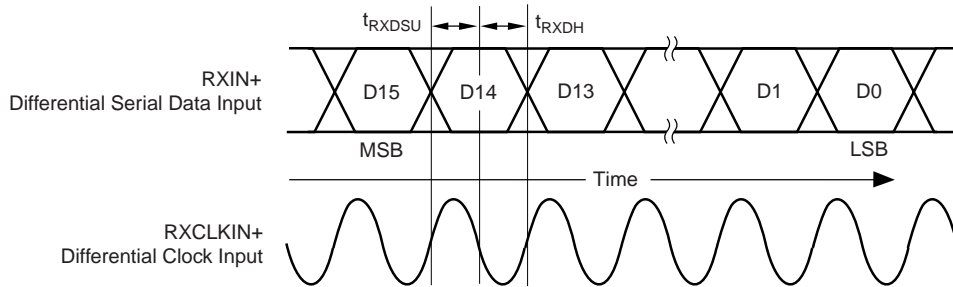 tRXDSU tRXDH
RXIN+
Differential Serial Data Input
D15 D14 D13 D1 D0
MSB LSB
Time
RXCLKIN+
Differential Clock Input